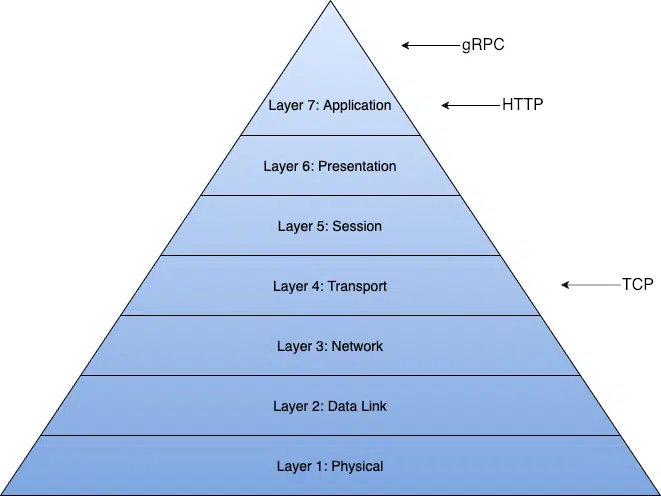 gRPC
Layer 7: Application
HTTP
Layer 6: Presentation
Layer 5: Session
Layer 4: Transport
TCP
Layer 3: Network
Layer 2: Data Link
Layer 1: Physical